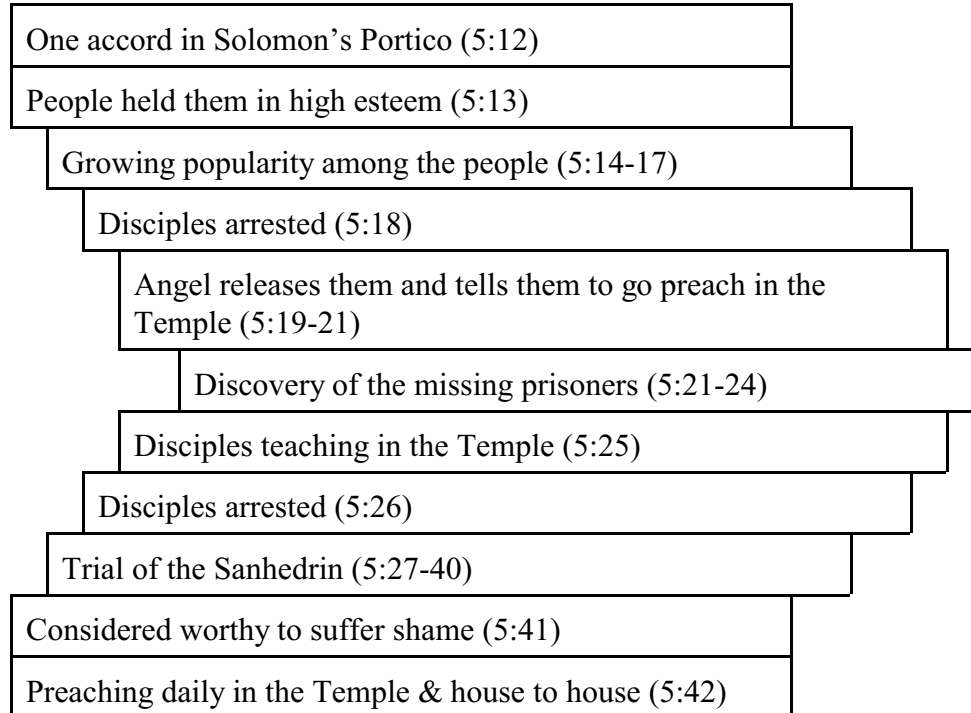 One accord in Solomon’s Portico (5:12)
People held them in high esteem (5:13)
Growing popularity among the people (5:14-17)
Disciples arrested (5:18)
Angel releases them and tells them to go preach in the
Temple (5:19-21)
Discovery of the missing prisoners (5:21-24)
Disciples teaching in the Temple (5:25)
Disciples arrested (5:26)
Trial of the Sanhedrin (5:27-40)
Considered worthy to suffer shame (5:41)
Preaching daily in the Temple & house to house (5:42)